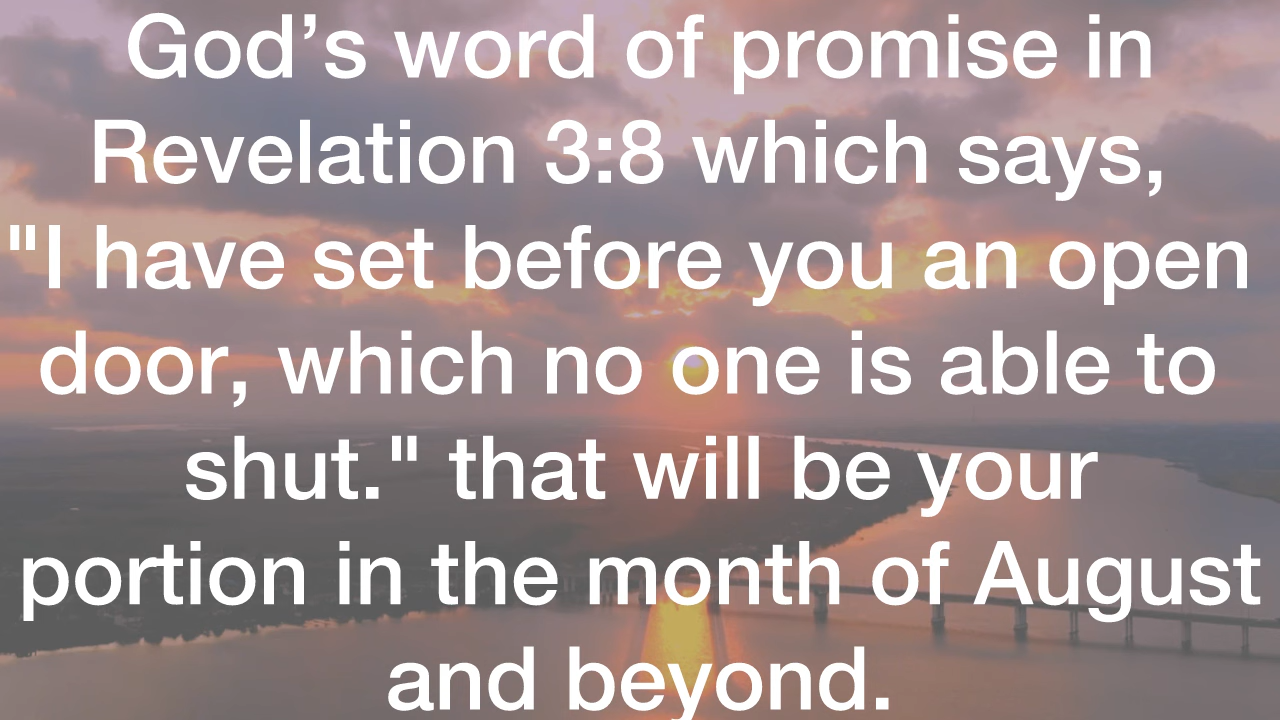 God’s word of promise in
Revelation 3:8 which says,
"I have set before you an open
door, which no one is able to
shut." that will be your
portion in the month of August
and beyond.